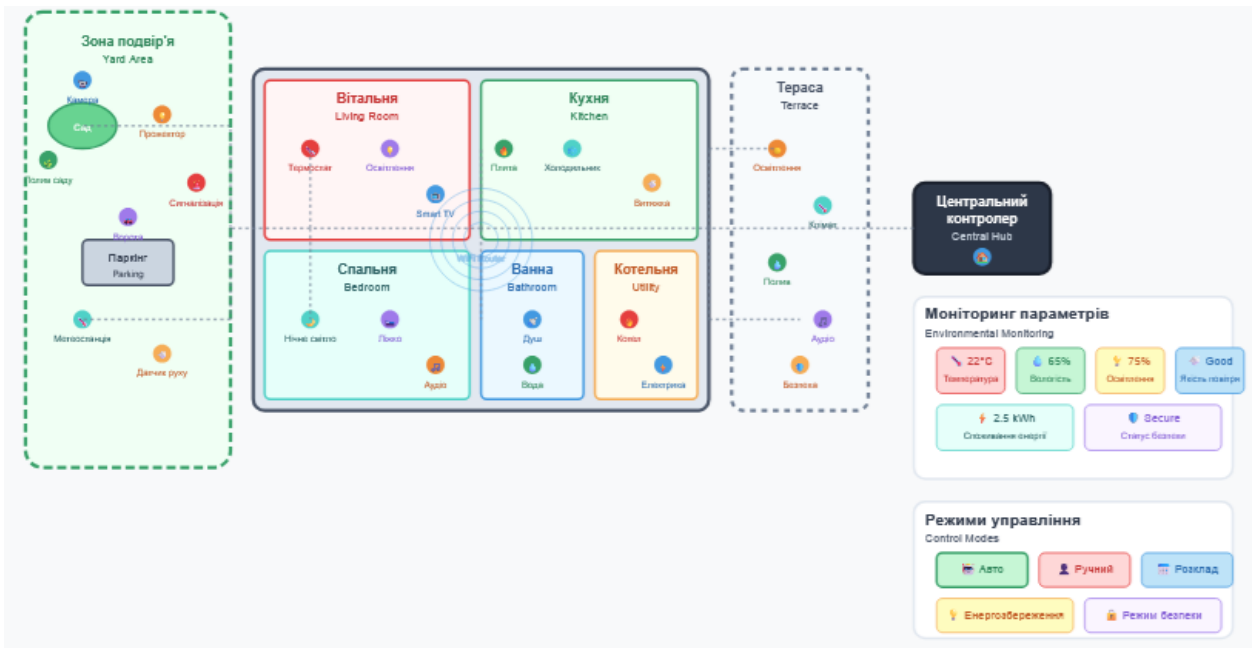 Зона подвір'я
Yard Area
Камера
Сад
Прожектор
Полив саду
Сигналізація
Ворота
Паркінг
Parking
Метеостанція
Датчик руху
Вітальня
Living Room
Термостат
Освітлення
Smart TV
Кухня
Kitchen
Плита
Холодильник
Витяжка
WiFi Router
Спальня
Bedroom
Нічне світло
Ліжко
Аудіо
Ванна
Bathroom
Душ
Вода
Котельня
Utility
Котел
Електрика
Тераса
Terrace
Освітлення
Клімат
Полив
Аудіо
Безпека
Центральний
контролер
Central Hub
Моніторинг параметрів
Environmental Monitoring
22°C
Температура
65%
Вологість
75%
Освітлення
Good
Якість повітря
2.5 kWh
Споживання енергії
Secure
Статус безпеки
Режими управління
Control Modes
Авто
Ручний
Розклад
Енергозбереження
Режим безпеки